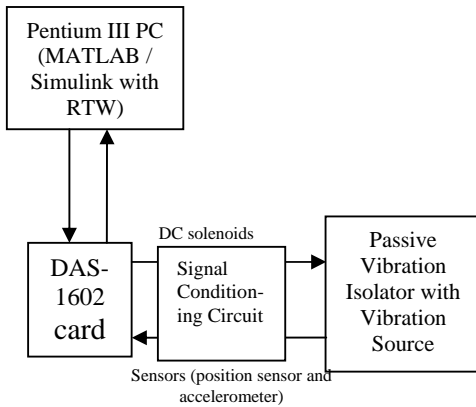 Pentium III PC
(MATLAB /
Simulink with
RTW)
DC solenoids
DAS-
1602
card
Signal
Condition-
ing Circuit
Passive
Vibration
Isolator with
Vibration
Source
Sensors (position sensor and
accelerometer)